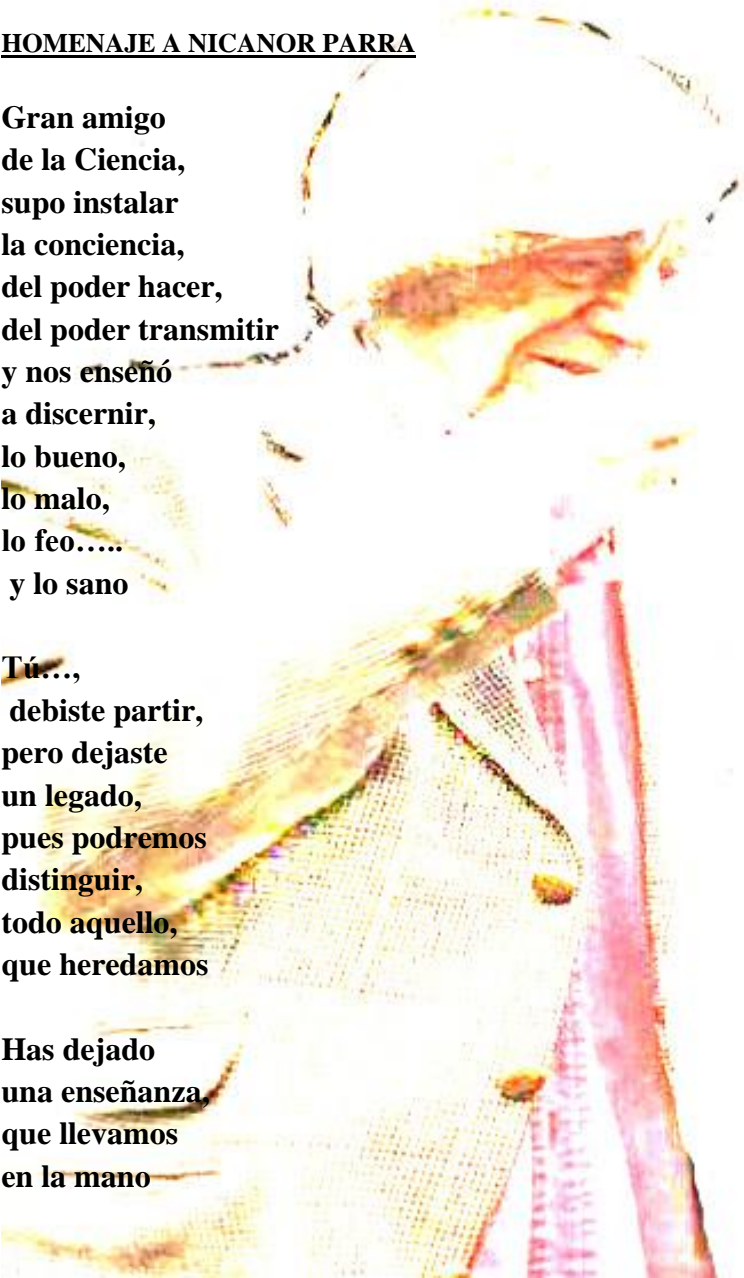 HOMENAJE A NICANOR PARRA
Gran amigo
de la Ciencia,
supo instalar
la conciencia,
del poder hacer,
del poder transmitir
y nos enseñó
a discernir,
lo bueno,
lo malo,
lo feo…..
y lo sano
Tú…,
debiste partir,
pero dejaste
un legado,
pues podremos
distinguir,
todo aquello,
que heredamos
Has dejado
una enseñanza,
que llevamos
en la mano